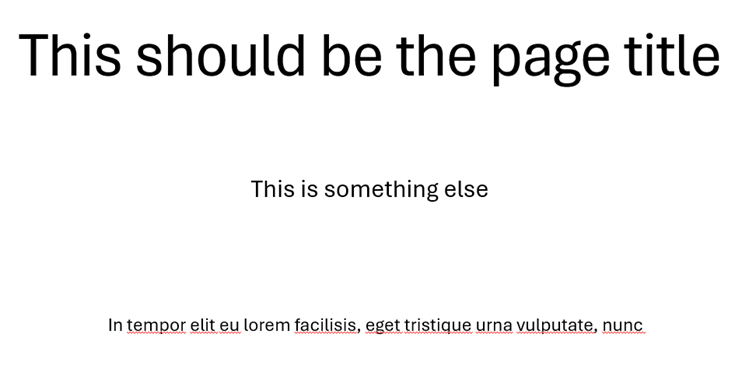 This should be the page title
This is something else
In tempor elit eu lorem facilisis, eget tristique urna vulputate, nunc